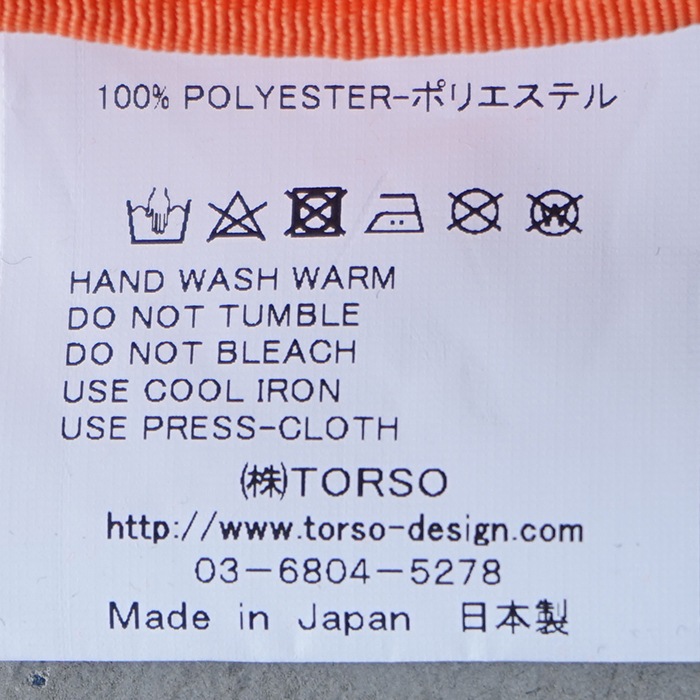 100% POLYESTER-ポリエステル
HAND WASH WARM
DO NOT TUMBLE
DO NOT BLEACH
USE COOL IRON
USE PRESS-CLOTH
㈱TORSO
http://www.torso-design.com
03-6804-5278
Made in Japan 日本製